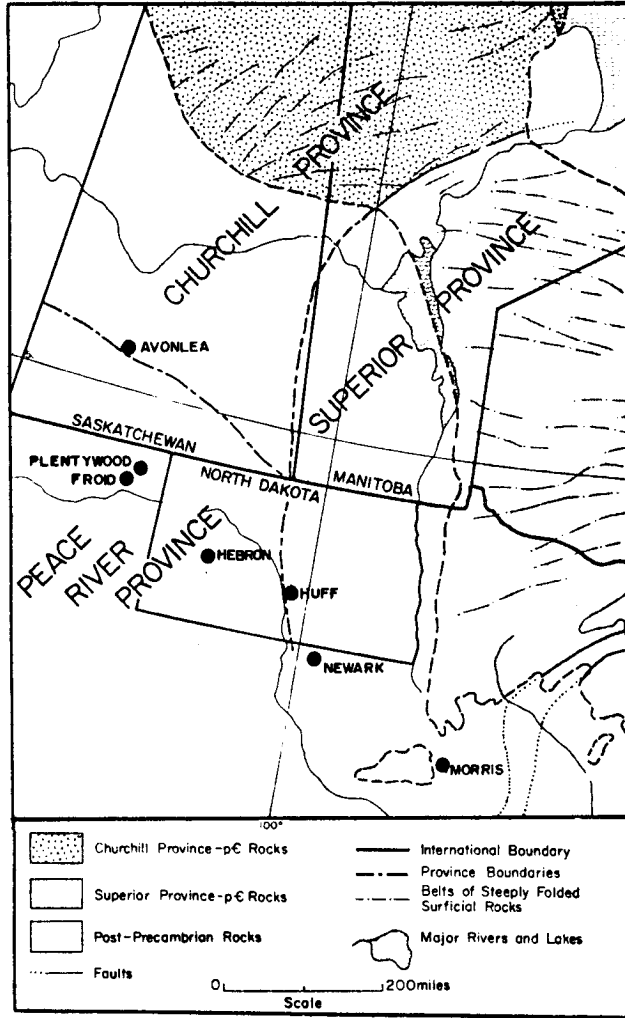 CHURCHILL PROVINCE
SUPERIOR PROVINCE
AVONLEA
SASKATCHEWAN
PLENTYWOOD
FROID
NORTH DAKOTA
MANITOBA
PEACE RIVER PROVINCE
HEBRON
HUFF
NEWARK
MORRIS
100°
Churchill Province-p€ Rocks
Superior Province-p€ Rocks
Post-Precambrian Rocks
Faults
International Boundary
Province Boundaries
Belts of Steeply Folded
Surficial Rocks
Major Rivers and Lakes
0 200miles
Scale